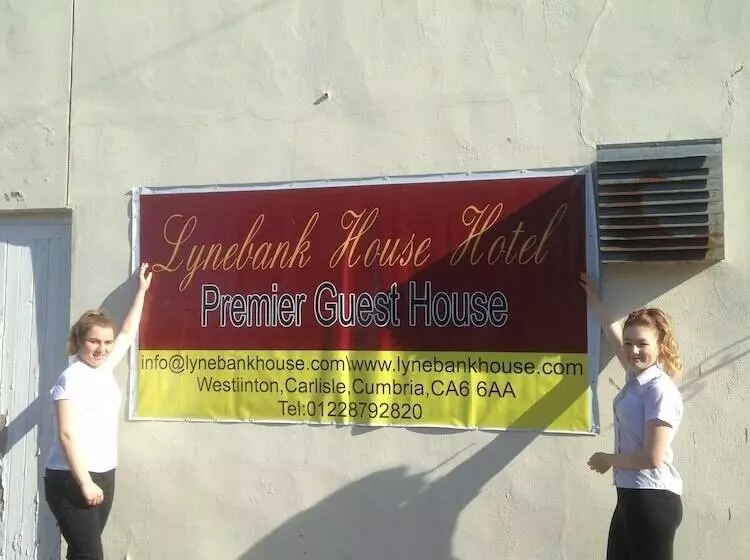 Lynebank House Hotel
Premier Guest House
info@lynebankhouse.com\www.lynebankhouse.com
Westiinton,Carlisle,Cumbria,CA6 6AA
Tel:01228792820